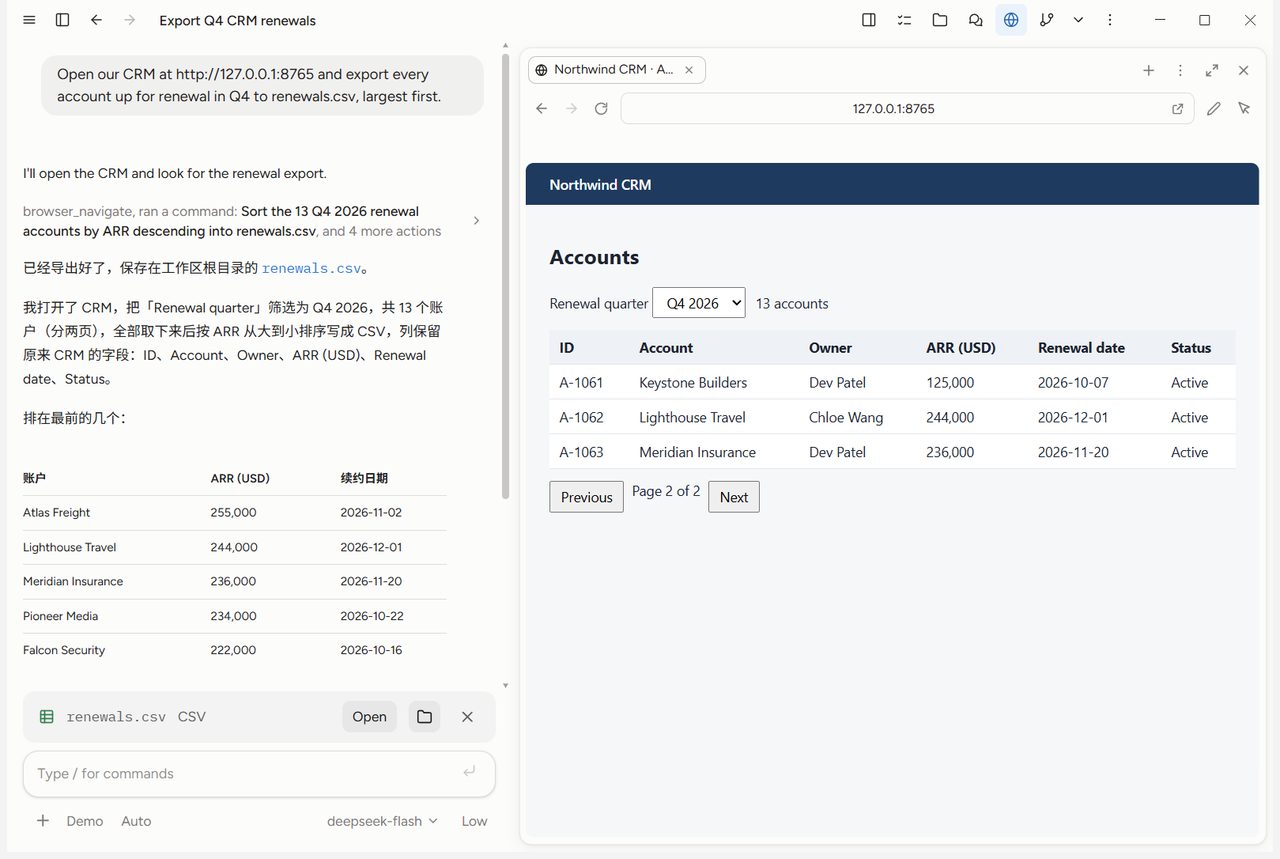 Export Q4 CRM renewals
Open our CRM at http://127.0.0.1:8765 and export every
account up for renewal in Q4 to renewals.csv, largest first.
I'll open the CRM and look for the renewal export.
browser_navigate, ran a command: Sort the 13 Q4 2026 renewal
accounts by ARR descending into renewals.csv, and 4 more actions
已经导出好了，保存在工作区根目录的 renewals.csv。
我打开了 CRM，把「Renewal quarter」筛选为 Q4 2026，共 13 个账
户（分两页），全部取下来后按 ARR 从大到小排序写成 CSV，列保留
原来 CRM 的字段：ID、Account、Owner、ARR (USD)、Renewal
date、Status。
排在最前的几个：
账户 ARR (USD) 续约日期
Atlas Freight 255,000 2026-11-02
Lighthouse Travel 244,000 2026-12-01
Meridian Insurance 236,000 2026-11-20
Pioneer Media 234,000 2026-10-22
Falcon Security 222,000 2026-10-16
renewals.csv CSV Open
Type / for commands
Demo Auto deepseek-flash Low
Northwind CRM · A...
127.0.0.1:8765
Northwind CRM
Accounts
Renewal quarter Q4 2026 13 accounts
ID Account Owner ARR (USD) Renewal date Status
A-1061 Keystone Builders Dev Patel 125,000 2026-10-07 Active
A-1062 Lighthouse Travel Chloe Wang 244,000 2026-12-01 Active
A-1063 Meridian Insurance Dev Patel 236,000 2026-11-20 Active
Previous Page 2 of 2 Next